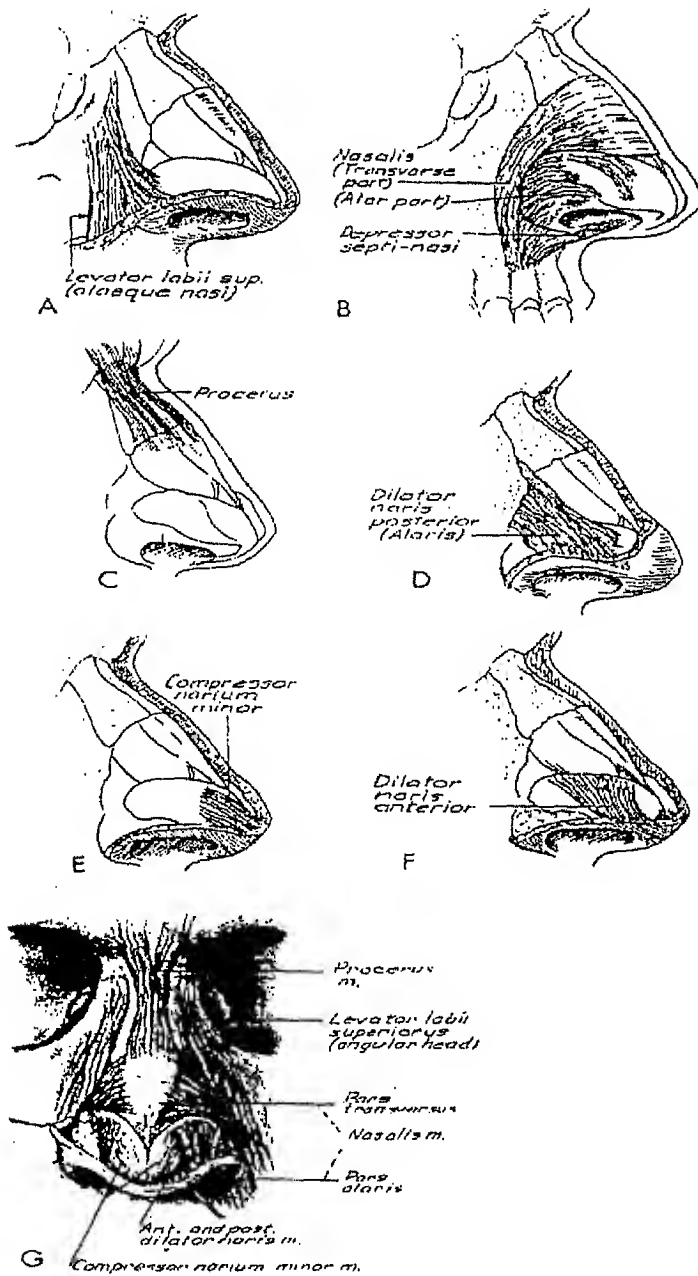 Levator labii sup.
(alaeque nasi)
A
Nasalis
(Transverse
part)
(Alar part)
Depressor
septi-nasi
B
Procerus
C
Dilator
naris
posterior
(Alaris)
D
Compressor
narium
minor
E
Dilator
naris
anterior
F
Procerus
m.
Levator labii
superiorus
(angular head)
Pars
transversus
Nasalis m.
Pars
alaris
Ant. and post.
dilator naris m.
G
Compressor narium minor m.